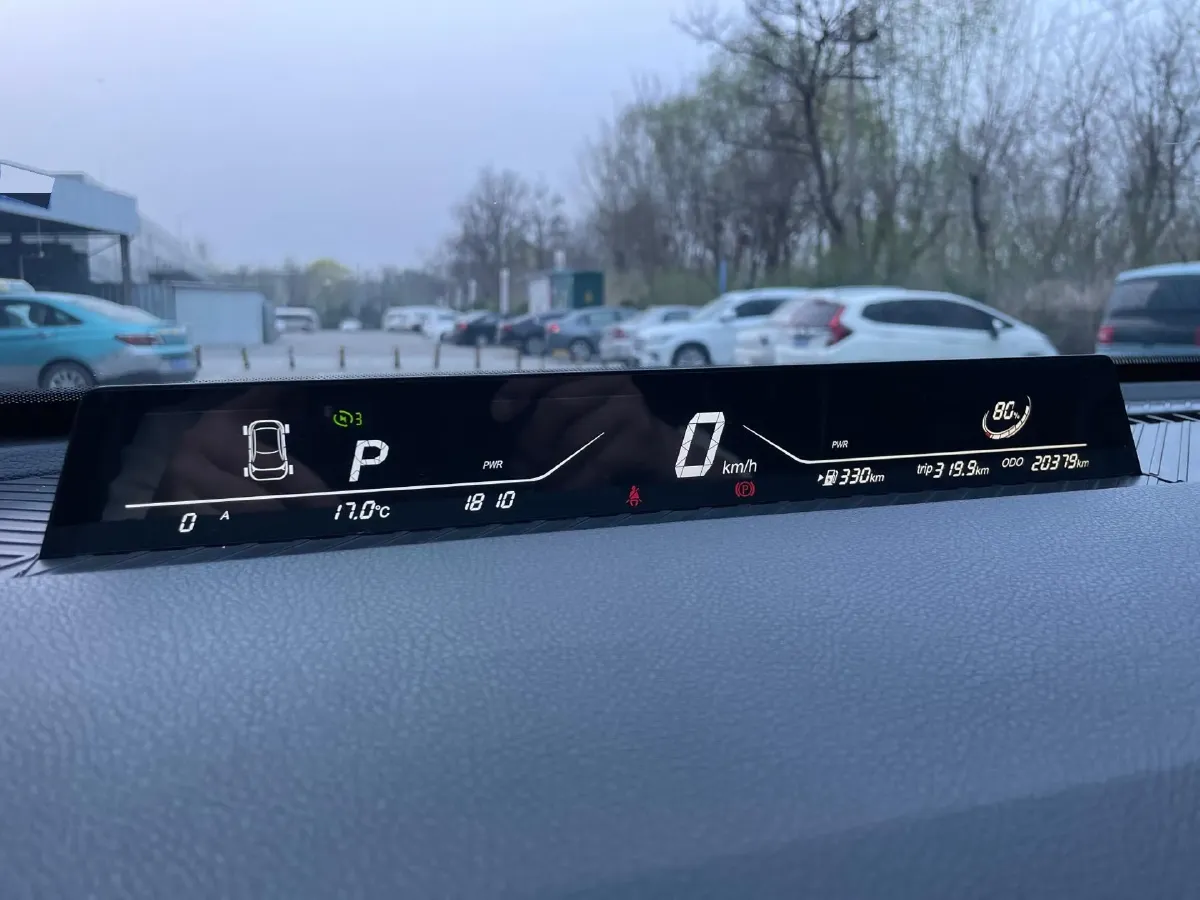 3
P
PWR
0 km/h
PWR
80%
0 A
17.0°C
18 10
P
330km
trip 319.9km
ODO 20379km